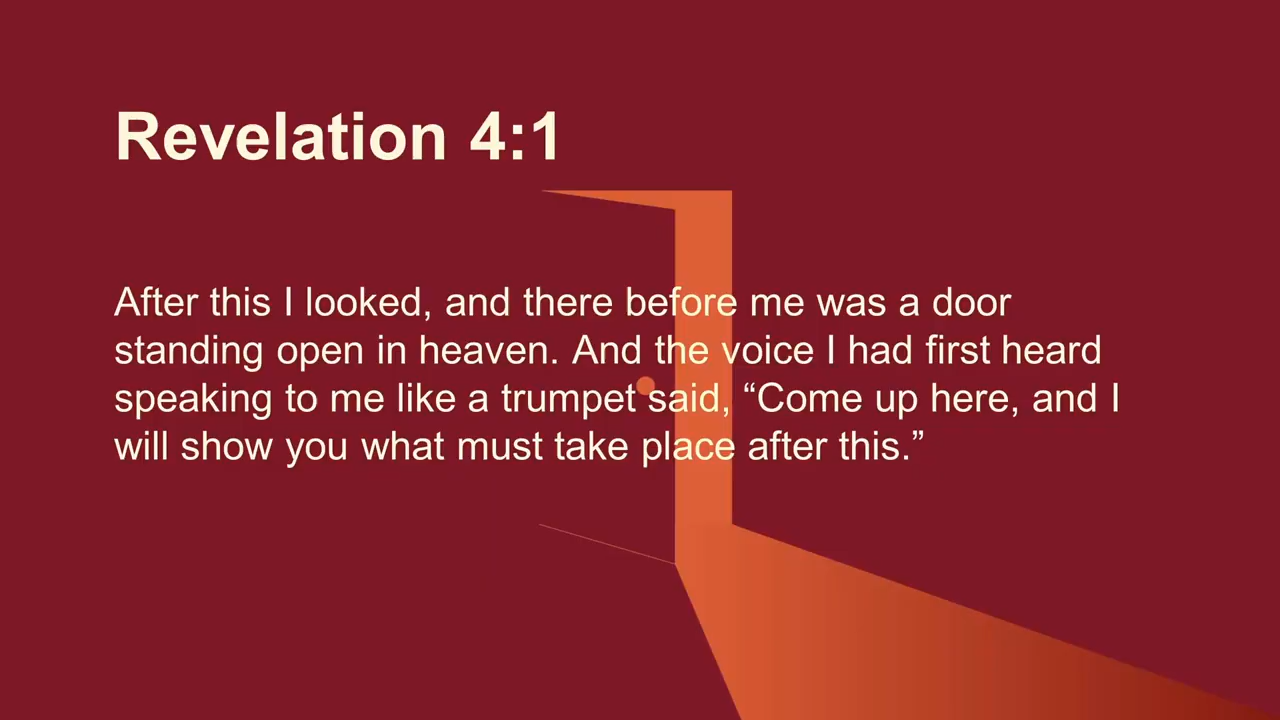 Revelation 4:1
After this I looked, and there before me was a door
standing open in heaven. And the voice I had first heard
speaking to me like a trumpet said, “Come up here, and I
will show you what must take place after this.”